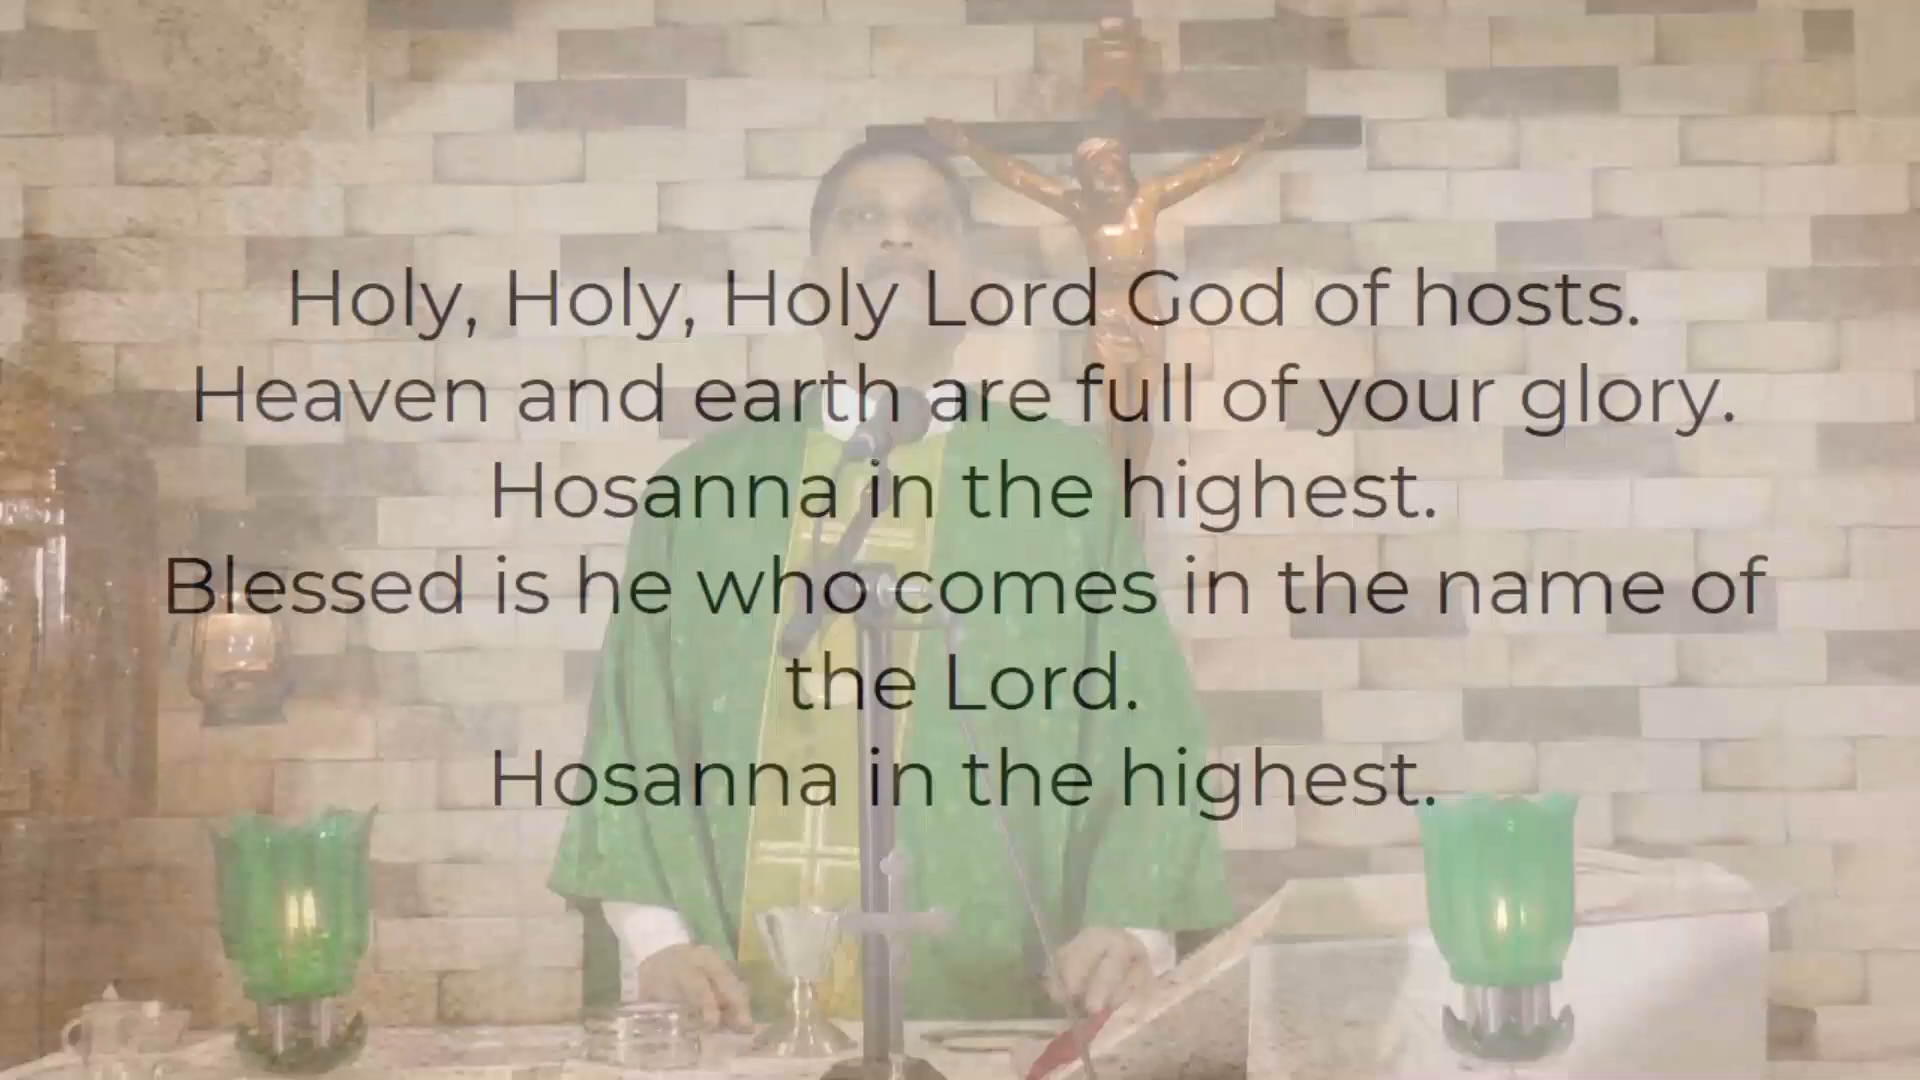 Holy, Holy, Holy Lord God of hosts.
Heaven and earth are full of your glory.
Hosanna in the highest.
Blessed is he who comes in the name of
the Lord.
Hosanna in the highest.